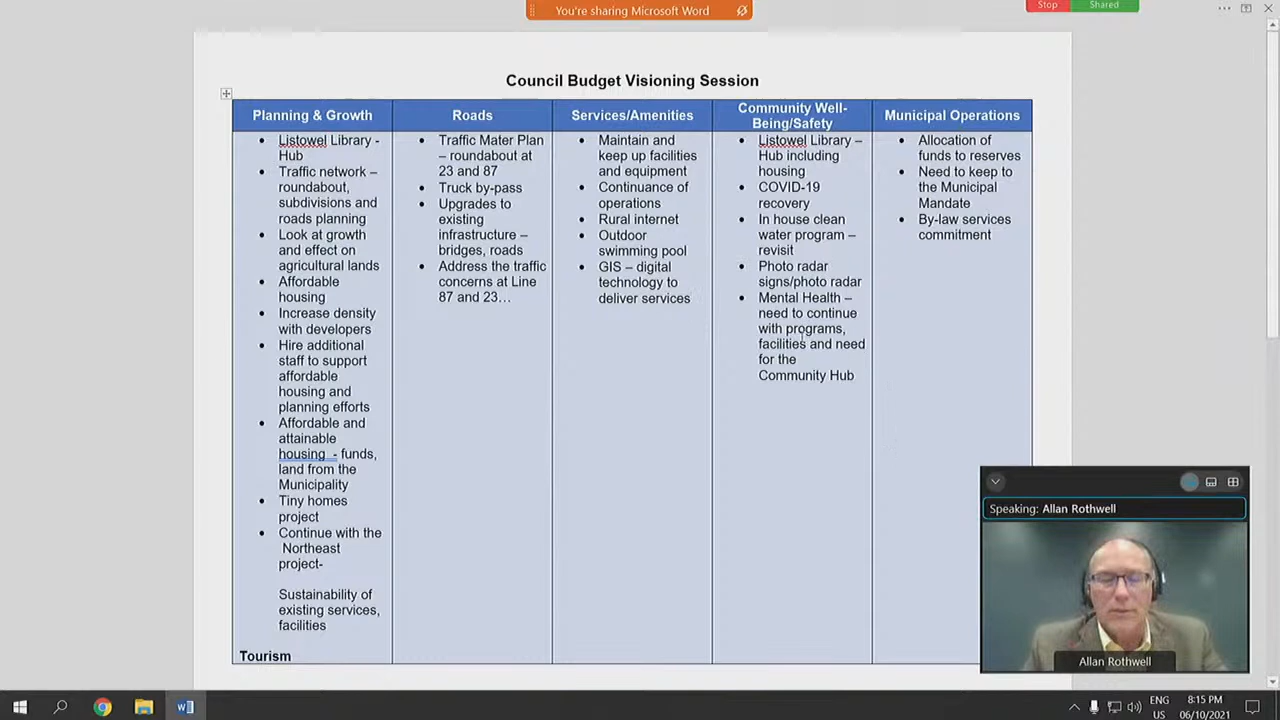 You're sharing Microsoft Word
Stop
Shared
Council Budget Visioning Session
Planning & Growth
Listowel Library -
Hub
Traffic network –
roundabout,
subdivisions and
roads planning
Look at growth
and effect on
agricultural lands
Affordable
housing
Increase density
with developers
Hire additional
staff to support
affordable
housing and
planning efforts
Affordable and
attainable
housing - funds,
land from the
Municipality
Tiny homes
project
Continue with the
Northeast
project-
Sustainability of
existing services,
facilities
Tourism
Roads
Traffic Mater Plan
– roundabout at
23 and 87
Truck by-pass
Upgrades to
existing
infrastructure –
bridges, roads
Address the traffic
concerns at Line
87 and 23…
Services/Amenities
Maintain and
keep up facilities
and equipment
Continuance of
operations
Rural internet
Outdoor
swimming pool
GIS – digital
technology to
deliver services
Community Well-
Being/Safety
Listowel Library –
Hub including
housing
COVID-19
recovery
In house clean
water program –
revisit
Photo radar
signs/photo radar
Mental Health –
need to continue
with programs,
facilities and need
for the
Community Hub
Municipal Operations
Allocation of
funds to reserves
Need to keep to
the Municipal
Mandate
By-law services
commitment
Speaking: Allan Rothwell
Allan Rothwell
ENG
US
8:15 PM
06/10/2021